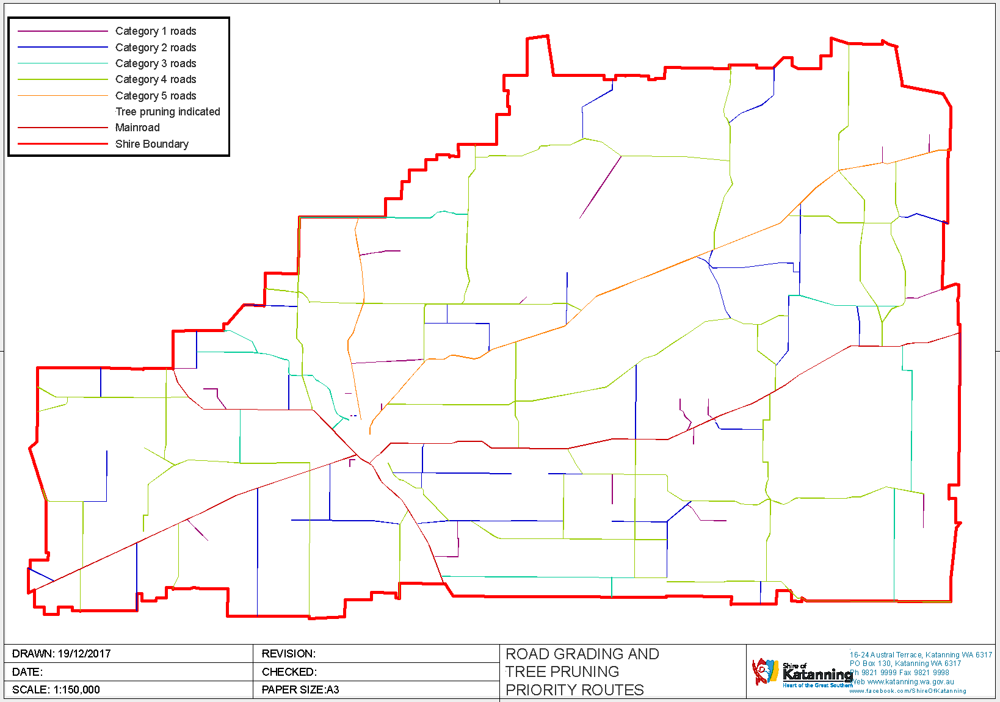 Category 1 roads
Category 2 roads
Category 3 roads
Category 4 roads
Category 5 roads
Tree pruning indicated
Mainroad
Shire Boundary
DRAWN: 19/12/2017
DATE:
SCALE: 1:150,000
REVISION:
CHECKED:
PAPER SIZE:A3
ROAD GRADING AND
TREE PRUNING
PRIORITY ROUTES
Shire of
Katanning
Heart of the Great Southern
16-24 Austral Terrace, Katanning WA 6317
PO Box 130, Katanning WA 6317
Ph 9821 9999 Fax 9821 9998
Web www.katanning.wa.gov.au
www.facebook.com/ShireOfKatanning